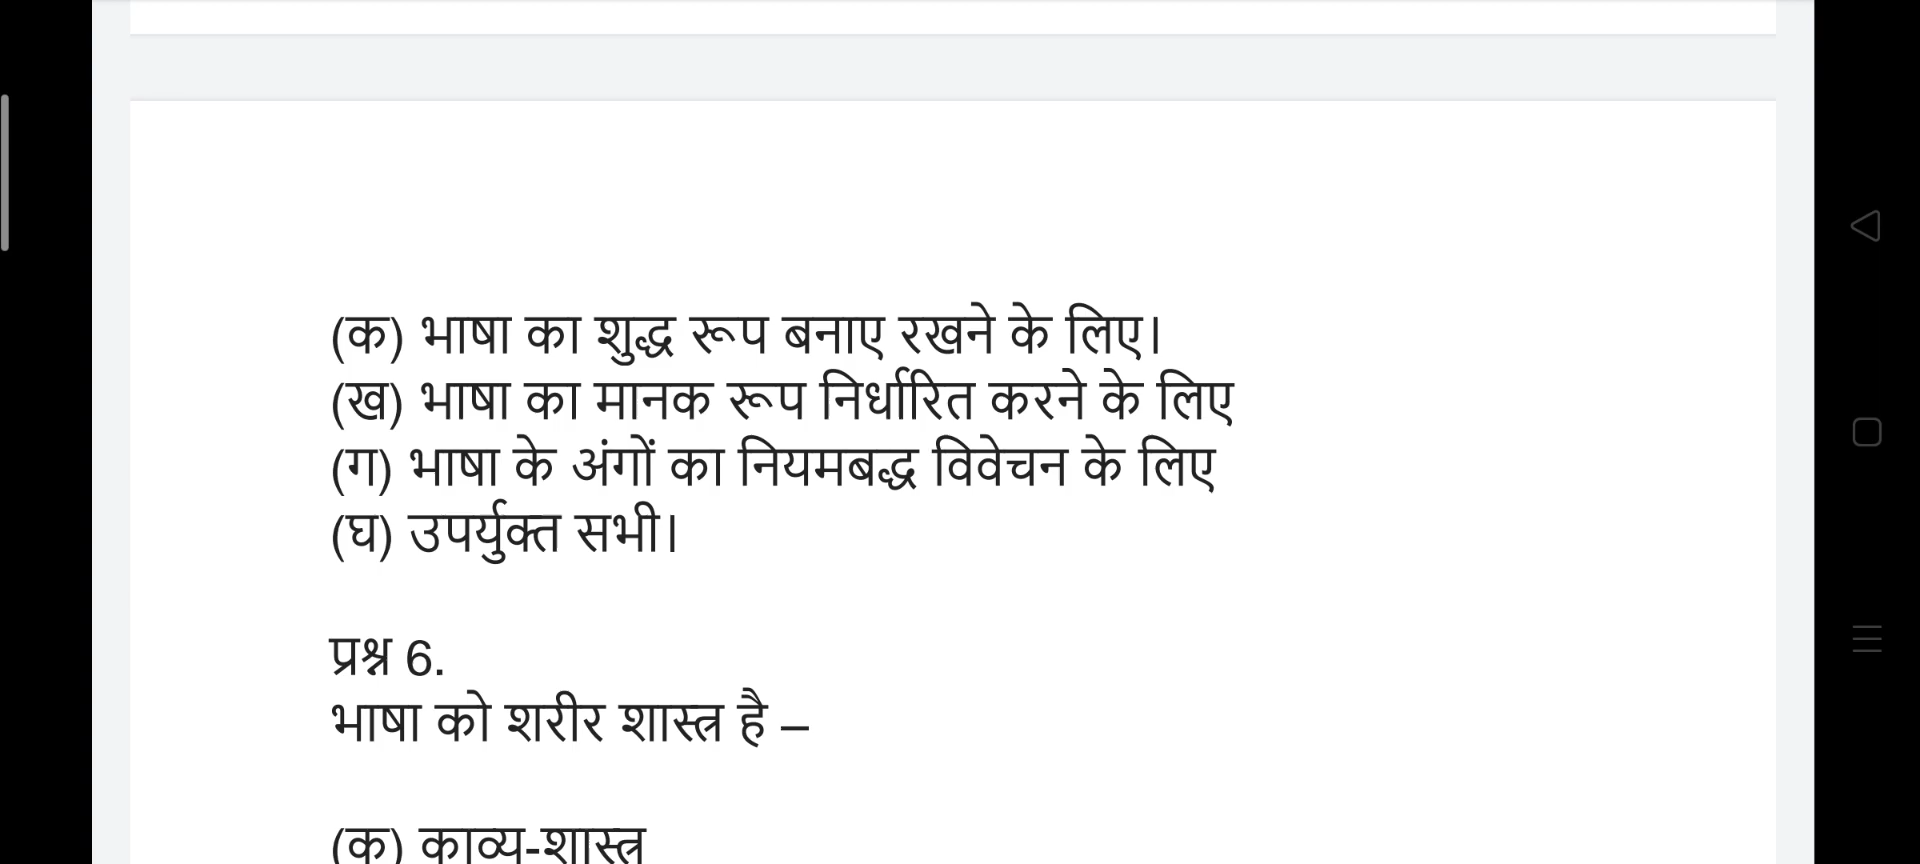 (क) भाषा का शुद्ध रूप बनाए रखने के लिए।
(ख) भाषा का मानक रूप निर्धारित करने के लिए
(ग) भाषा के अंगों का नियमबद्ध विवेचन के लिए
(घ) उपर्युक्त सभी।
प्रश्न 6.
भाषा को शरीर शास्त्र है –
(क) काव्य-शास्त्र